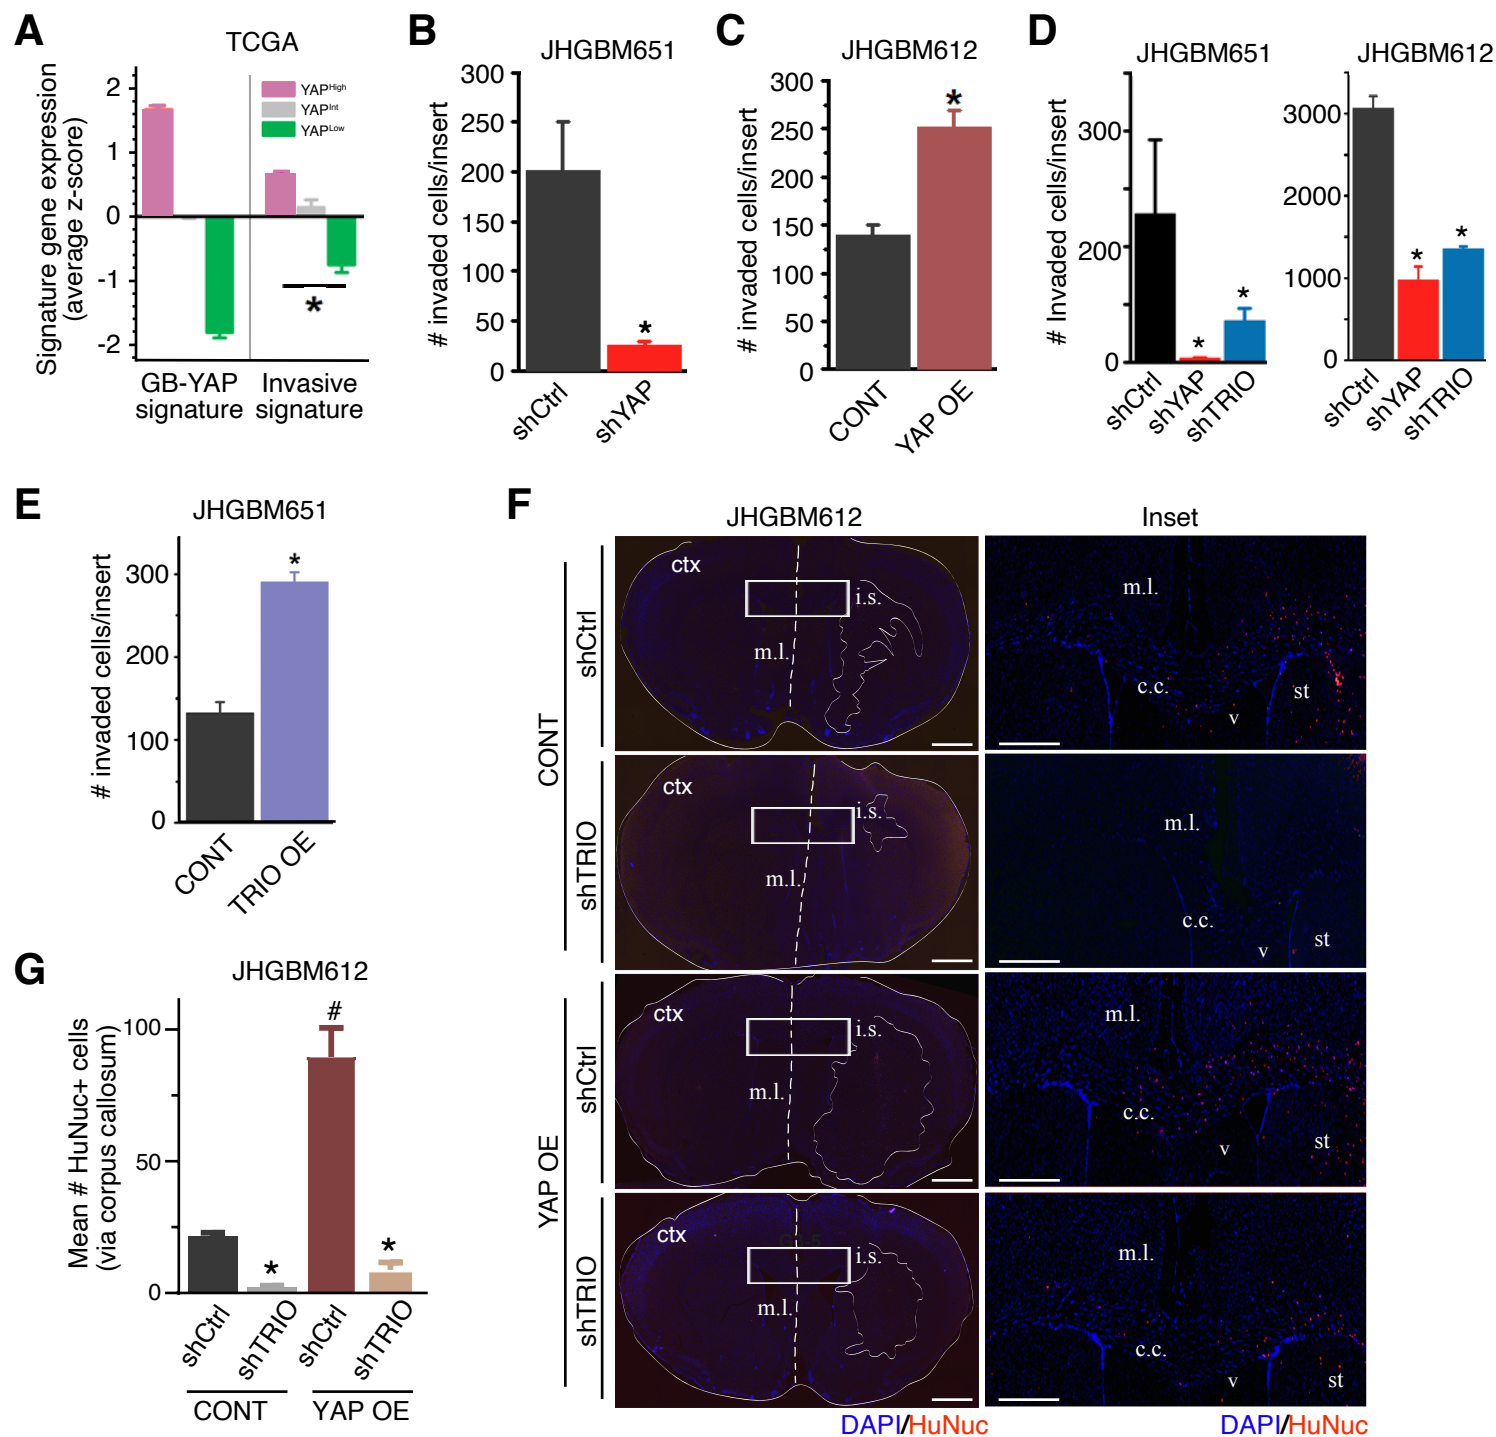 A
TCGA
Signature gene expression
(average z-score)
2
1
0
-1
-2
YAPHigh
YAPInt
YAPLow
*
GB-YAP
signature
Invasive
signature
B
JHGBM651
# invaded cells/insert
300
250
200
150
100
50
0
*
shCtrl
shYAP
C
JHGBM612
# invaded cells/insert
300
250
200
150
100
50
0
*
CONT
YAP OE
D
JHGBM651
# Invaded cells/insert
300
200
0
*
*
shCtrl
shYAP
shTRIO
JHGBM612
3000
2000
1000
0
*
*
shCtrl
shYAP
shTRIO
E
JHGBM651
# invaded cells/insert
300
200
100
0
*
CONT
TRIO OE
F
JHGBM612
Inset
CONT
shCtrl
ctx
i.s.
m.l.
m.l.
c.c.
v
st
shTRIO
ctx
i.s.
m.l.
m.l.
c.c.
v
st
YAP OE
shCtrl
ctx
i.s.
m.l.
m.l.
c.c.
v
st
shTRIO
ctx
i.s.
m.l.
m.l.
c.c.
v
st
DAPI/HuNuc
DAPI/HuNuc
G
JHGBM612
Mean # HuNuc+ cells
(via corpus callosum)
100
50
0
*
#
*
shCtrl
shTRIO
shCtrl
shTRIO
CONT
YAP OE